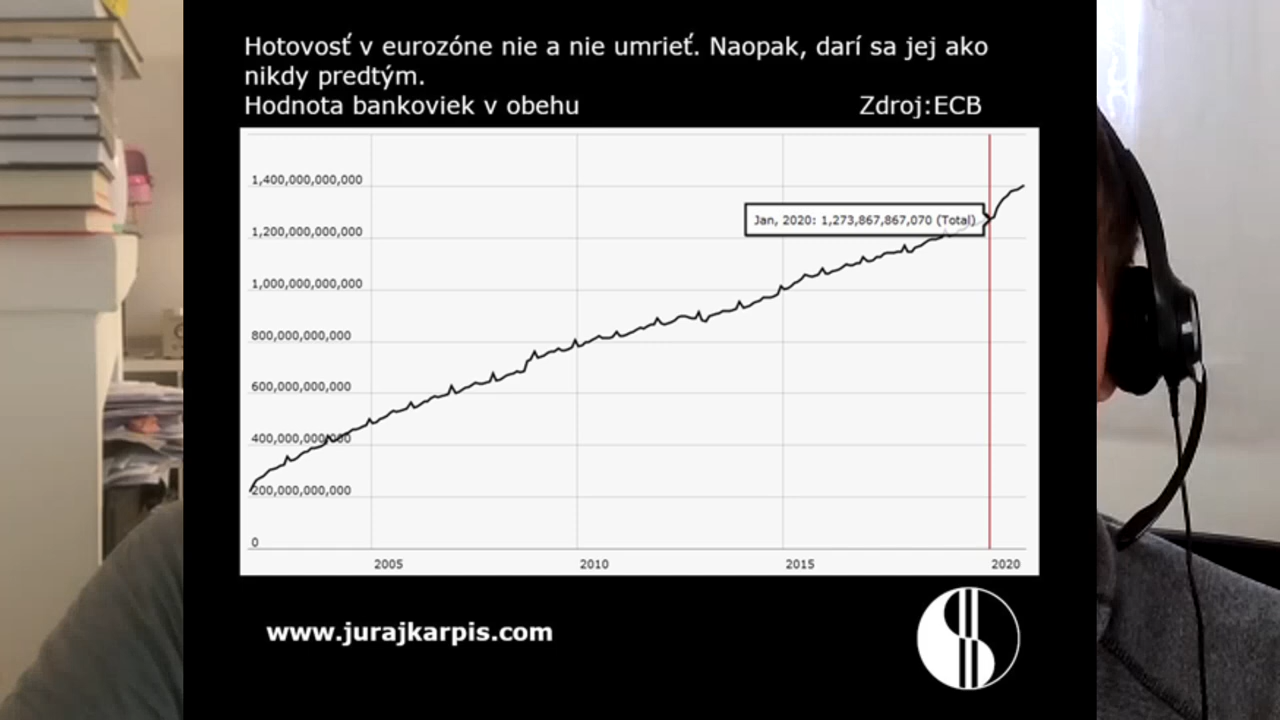 Hotovosť v eurozóne nie a nie umrieť. Naopak, darí sa jej ako
nikdy predtým.
Hodnota bankoviek v obehu Zdroj:ECB
1,400,000,000,000
Jan, 2020: 1,273,867,867,070 (Total)
1,200,000,000,000
1,000,000,000,000
800,000,000,000
600,000,000,000
400,000,000,000
200,000,000,000
0
2005 2010 2015 2020
www.jurajkarpis.com